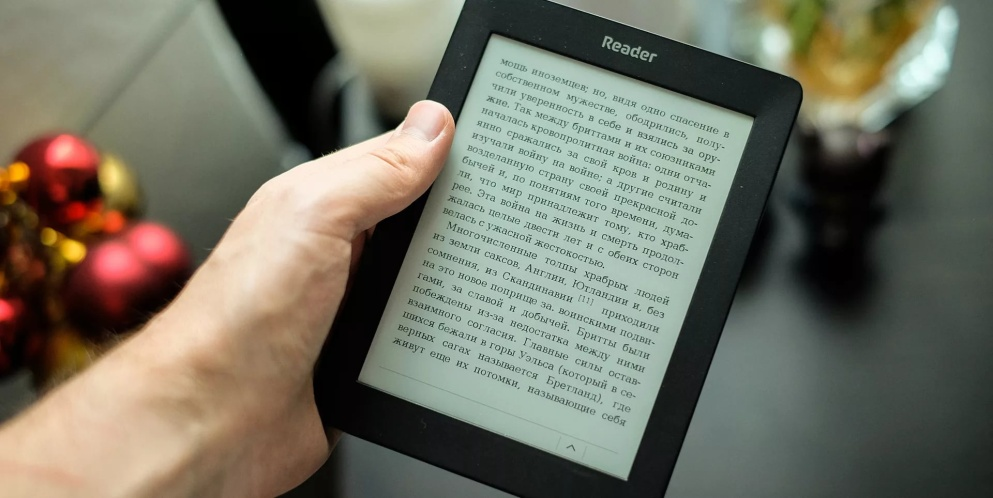 Reader
мощь иноземцев; но, видя одно спасение в
собственном мужестве, ободрились, полу-
чили уверенность в себе и взялись за ору-
жие. Так между бриттами и их союзниками
началась кровопролитная война: одни отча-
янно сражались за свой кров и родину и
изучали войну на войне; а другие считали
возделанную страну своей прекрасной до-
бычей и, по понятиям того времени, дума-
ли, что мир принадлежит тому, кто храб-
рее. Эта война на жизнь и смерть продол-
жалась целые двести лет и с обеих сторон
велась с ужасной жестокостью.
Многочисленные толпы храбрых людей
из земли саксов, Англии, Ютландии и, без
сомнения, из Скандинавии [11] приходили
на это новое поприще за воинскими подви-
гами, за славой и добычей. Бритты были
побеждены из-за недостатка между ними
взаимного согласия. Главные силы остав-
шихся бежали в горы Уэльса (который в се-
верных сагах называется Бретланд), где
живут еще их потомки, называющие себя